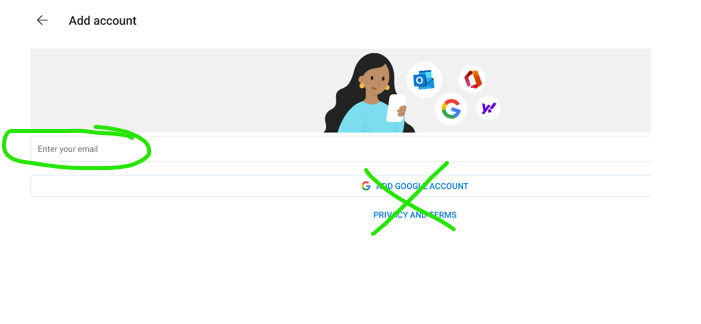 Add account
Enter your email
ADD GOOGLE ACCOUNT
PRIVACY AND TERMS